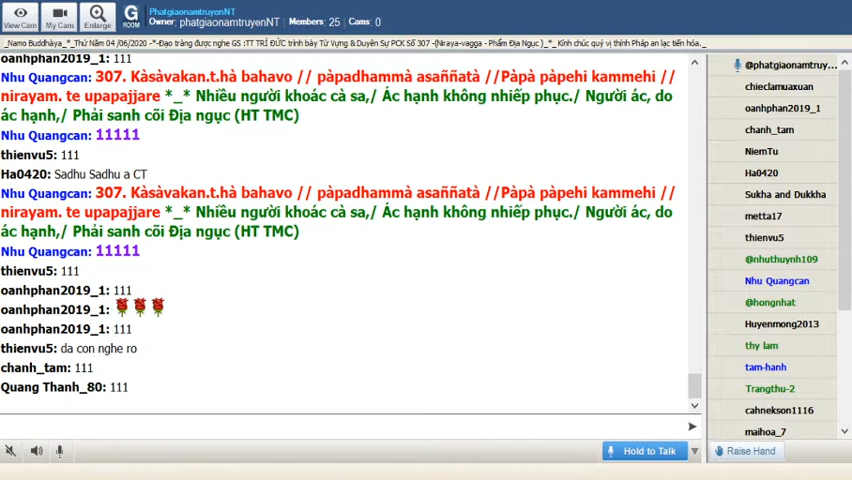 View Cam
My Cam
Enlarge
G ROOM
PhatgiaonamtruyenNT
Owner: phatgiaonamtruyenNT Members: 25 Cams: 0
_Namo Buddhàya_*_Thứ Năm 04 /06/2020 -*-Đạo tràng được nghe GS :TT TRÍ ĐỨC trình bày Từ Vựng & Duyên Sự PCK Số 307 -(Niraya-vagga - Phẩm Địa Ngục )_*_ Kính chúc quý vị thính Pháp an lạc tiến hóa._
oanhphan2019_1: 111
Nhu Quangcan: 307. Kàsàvakan.t.hà bahavo // pàpadhammà asaññatà //Pàpà pàpehi kammehi //
nirayam. te upapajjare *_* Nhiều người khoác cà sa,/ Ác hạnh không nhiếp phục./ Người ác, do
ác hạnh,/ Phải sanh cõi Địa ngục (HT TMC)
Nhu Quangcan: 11111
thienvu5: 111
Ha0420: Sadhu Sadhu a CT
Nhu Quangcan: 307. Kàsàvakan.t.hà bahavo // pàpadhammà asaññatà //Pàpà pàpehi kammehi //
nirayam. te upapajjare *_* Nhiều người khoác cà sa,/ Ác hạnh không nhiếp phục./ Người ác, do
ác hạnh,/ Phải sanh cõi Địa ngục (HT TMC)
Nhu Quangcan: 11111
thienvu5: 111
oanhphan2019_1: 111
oanhphan2019_1:
oanhphan2019_1: 111
thienvu5: da con nghe ro
chanh_tam: 111
Quang Thanh_80: 111
@phatgiaonamtruy...
chieclamuaxuan
oanhphan2019_1
chanh_tam
NiemTu
Ha0420
Sukha and Dukkha
metta17
thienvu5
@nhuthuynh109
Nhu Quangcan
@hongnhat
Huyenmong2013
thy lam
tam-hanh
Trangthu-2
cahnekson1116
maihoa_7
Hold to Talk
Raise Hand